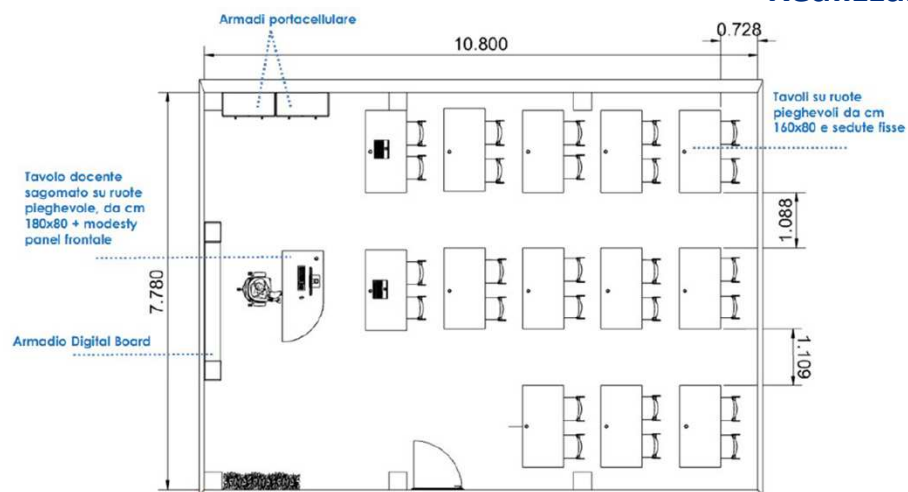 Armadi portacellulare
10.800
0.728
Tavoli su ruote
pieghevoli da cm
160x80 e sedute fisse
Tavolo docente
sagomato su ruote
pieghevole, da cm
180x80 + modesty
panel frontale
1.088
7.780
Armadio Digital Board
1.109